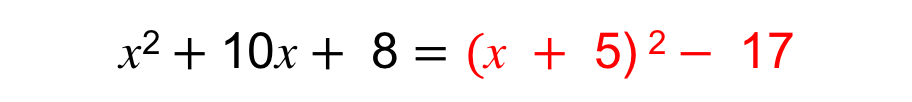 x² + 10x + 8 = (x + 5)² − 17